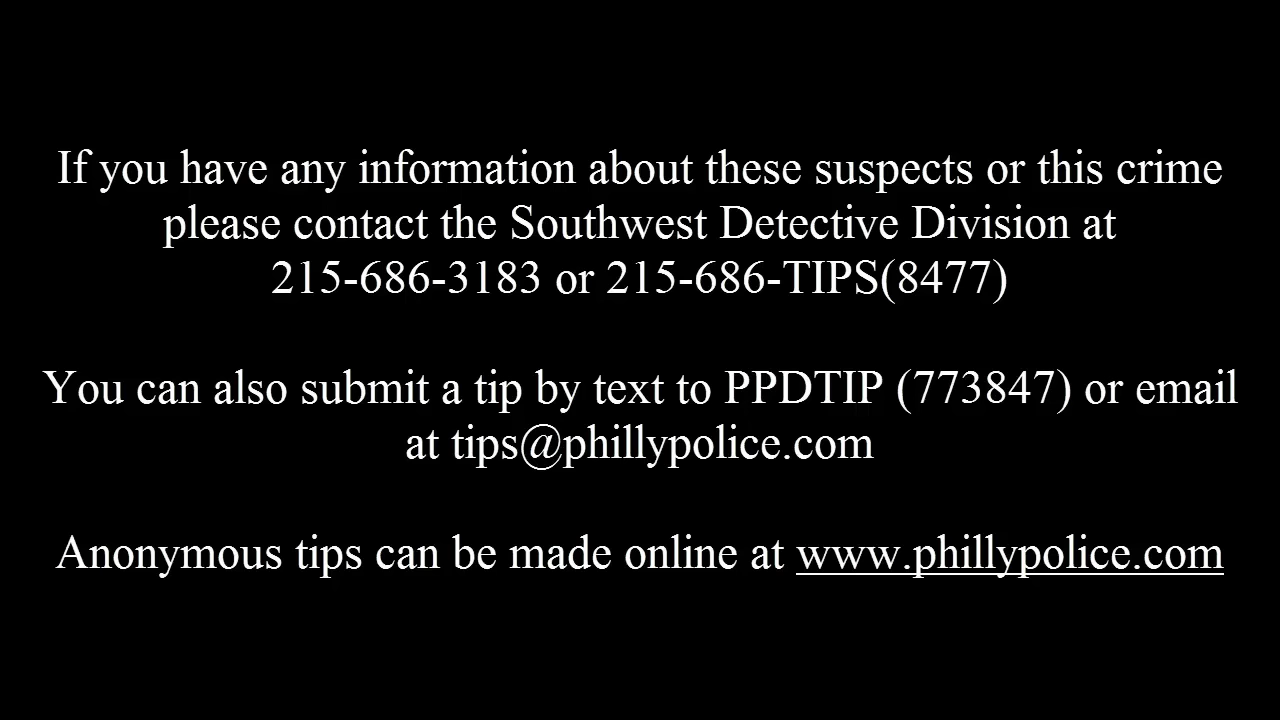 If you have any information about these suspects or this crime
please contact the Southwest Detective Division at
215-686-3183 or 215-686-TIPS(8477)
You can also submit a tip by text to PPDTIP (773847) or email
at tips@phillypolice.com
Anonymous tips can be made online at www.phillypolice.com